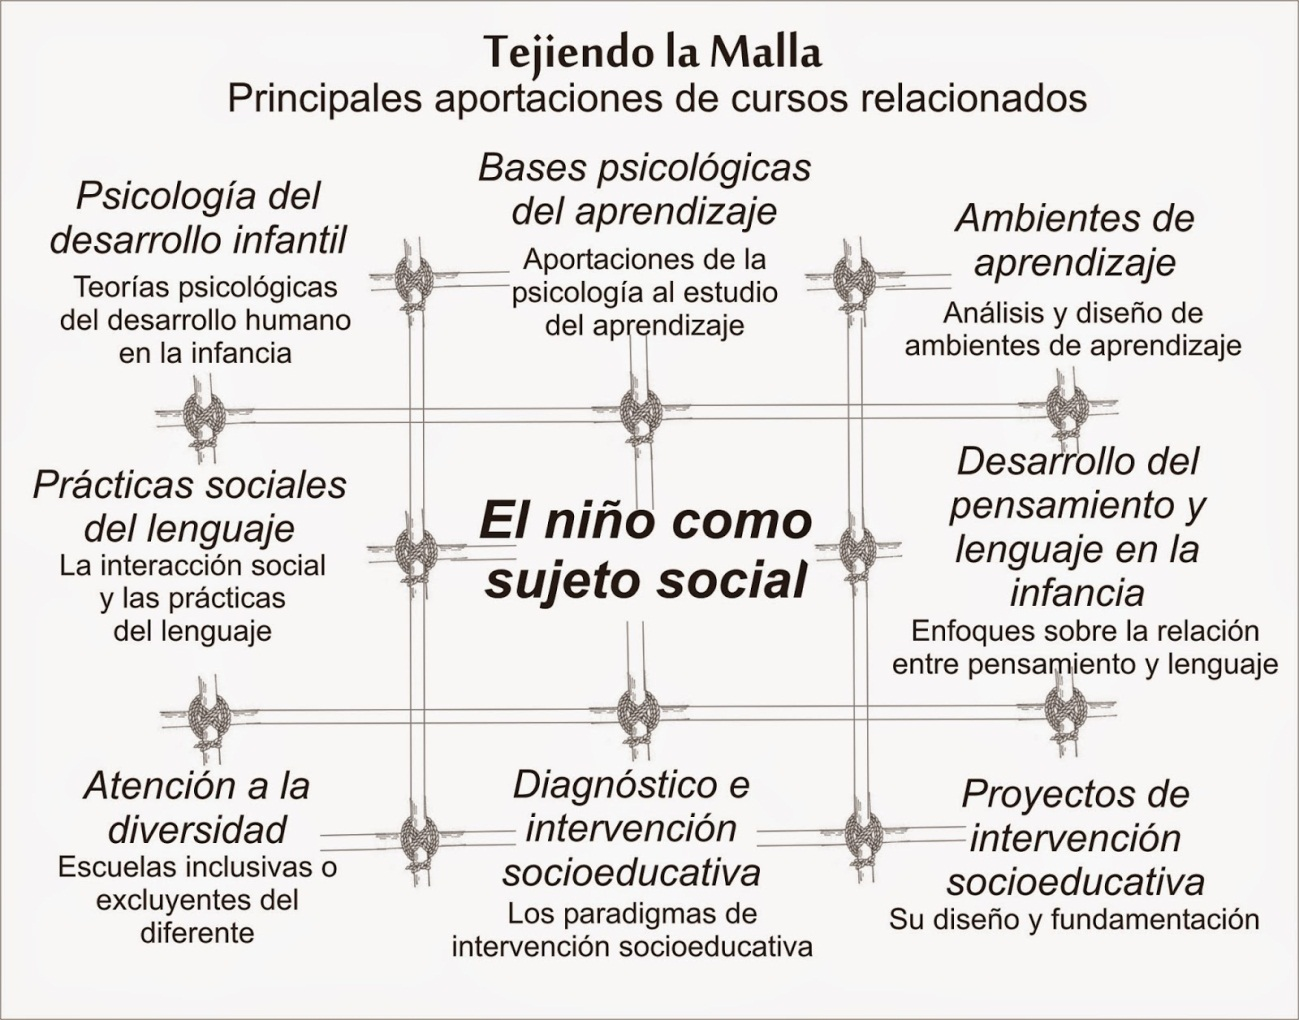 Tejiendo la Malla
Principales aportaciones de cursos relacionados
Psicología del
desarrollo infantil
Teorías psicológicas
del desarrollo humano
en la infancia
Bases psicológicas
del aprendizaje
Aportaciones de la
psicología al estudio
del aprendizaje
Ambientes de
aprendizaje
Análisis y diseño de
ambientes de aprendizaje
Prácticas sociales
del lenguaje
La interacción social
y las prácticas
del lenguaje
El niño como
sujeto social
Desarrollo del
pensamiento y
lenguaje en la
infancia
Enfoques sobre la relación
entre pensamiento y lenguaje
Atención a la
diversidad
Escuelas inclusivas o
excluyentes del
diferente
Diagnóstico e
intervención
socioeducativa
Los paradigmas de
intervención socioeducativa
Proyectos de
intervención
socioeducativa
Su diseño y fundamentación